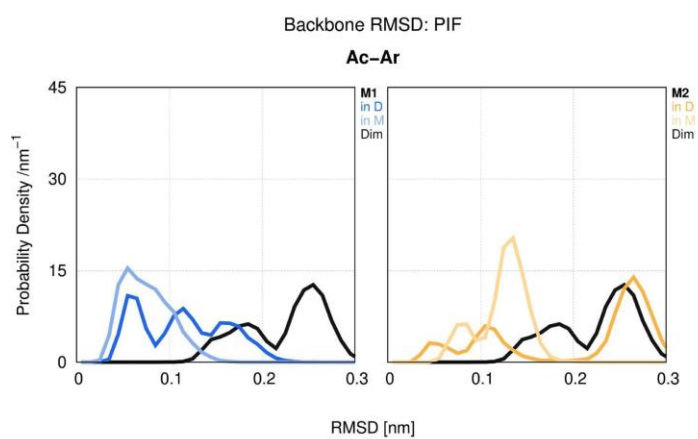 Backbone RMSD: PIF
Ac−Ar
Probability Density /nm⁻¹
45
30
15
0
0
0.1
0.2
0.3
M1
in D
in M
Dim
0
0.1
0.2
0.3
M2
in D
in M
Dim
RMSD [nm]